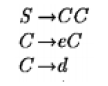 S → CC
C → eC
C → d